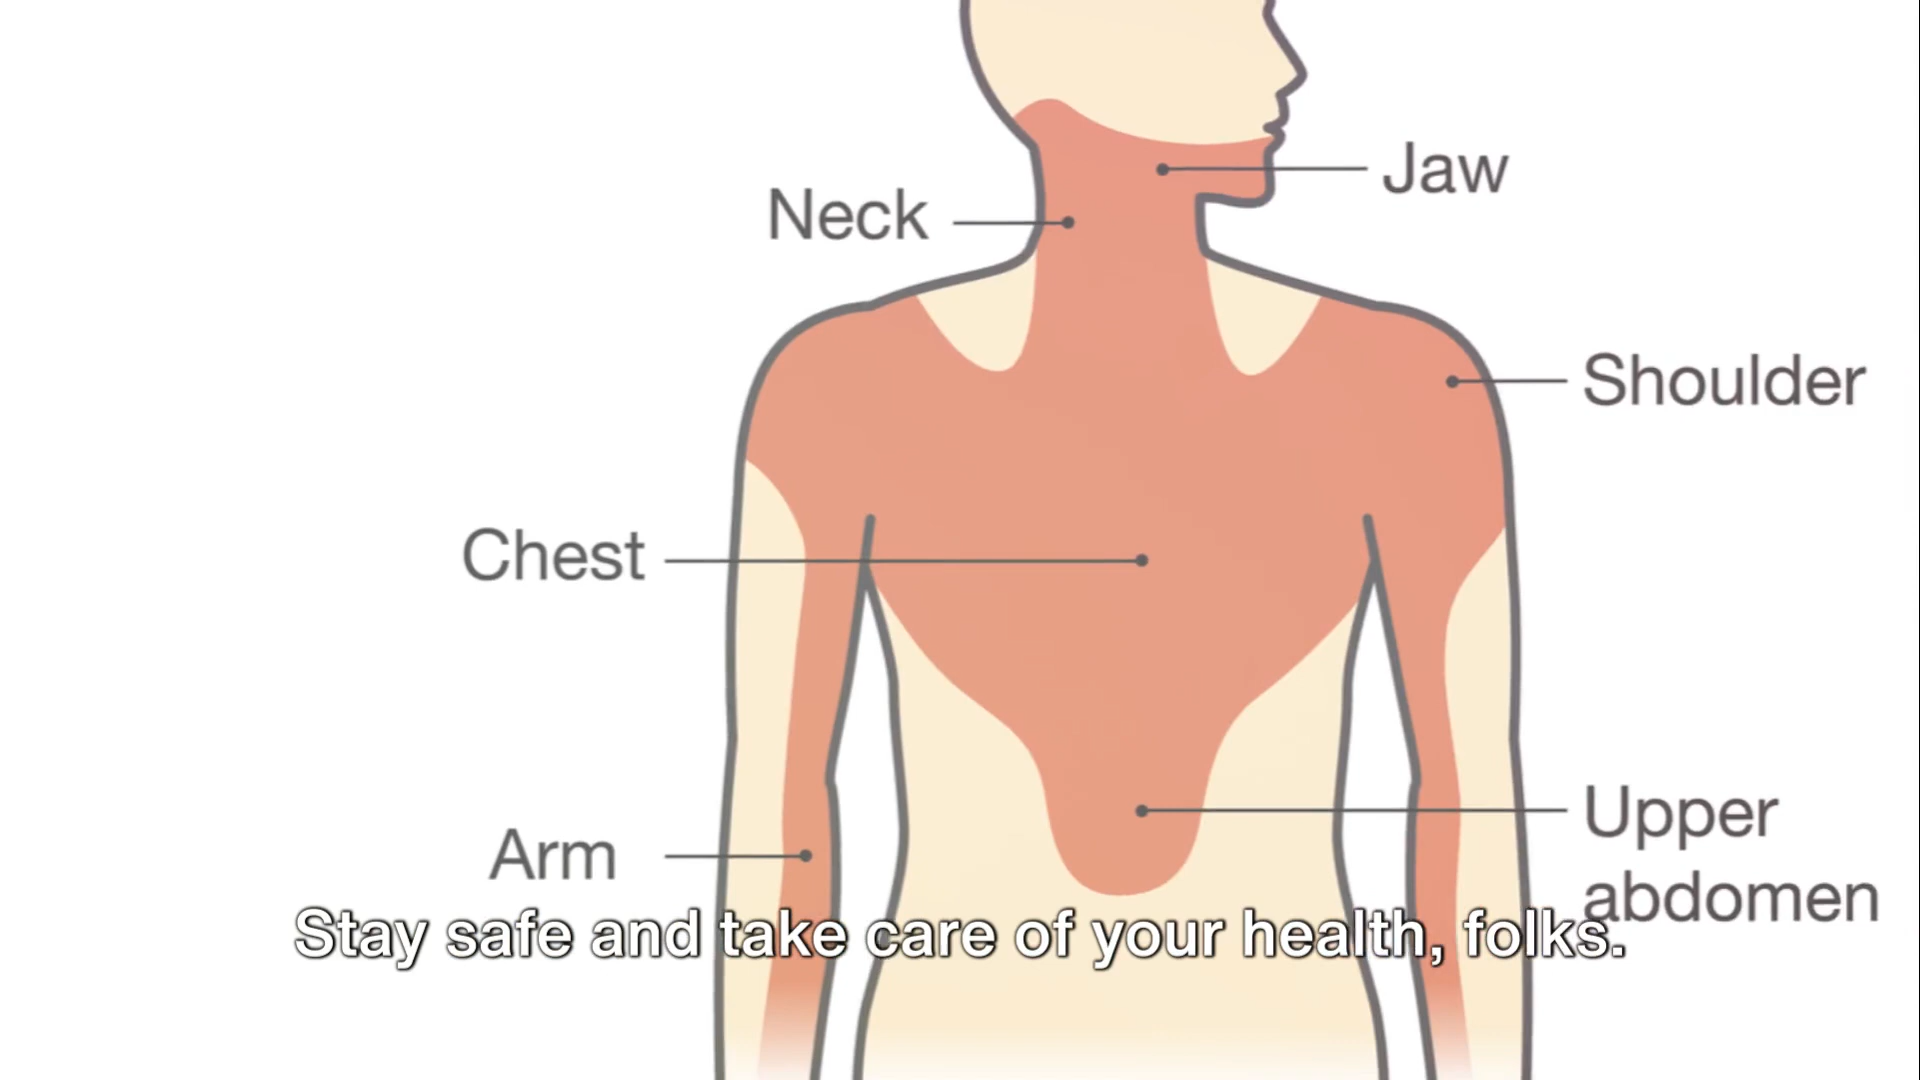 Jaw
Neck
Shoulder
Chest
Upper
abdomen
Arm
Stay safe and take care of your health, folks.